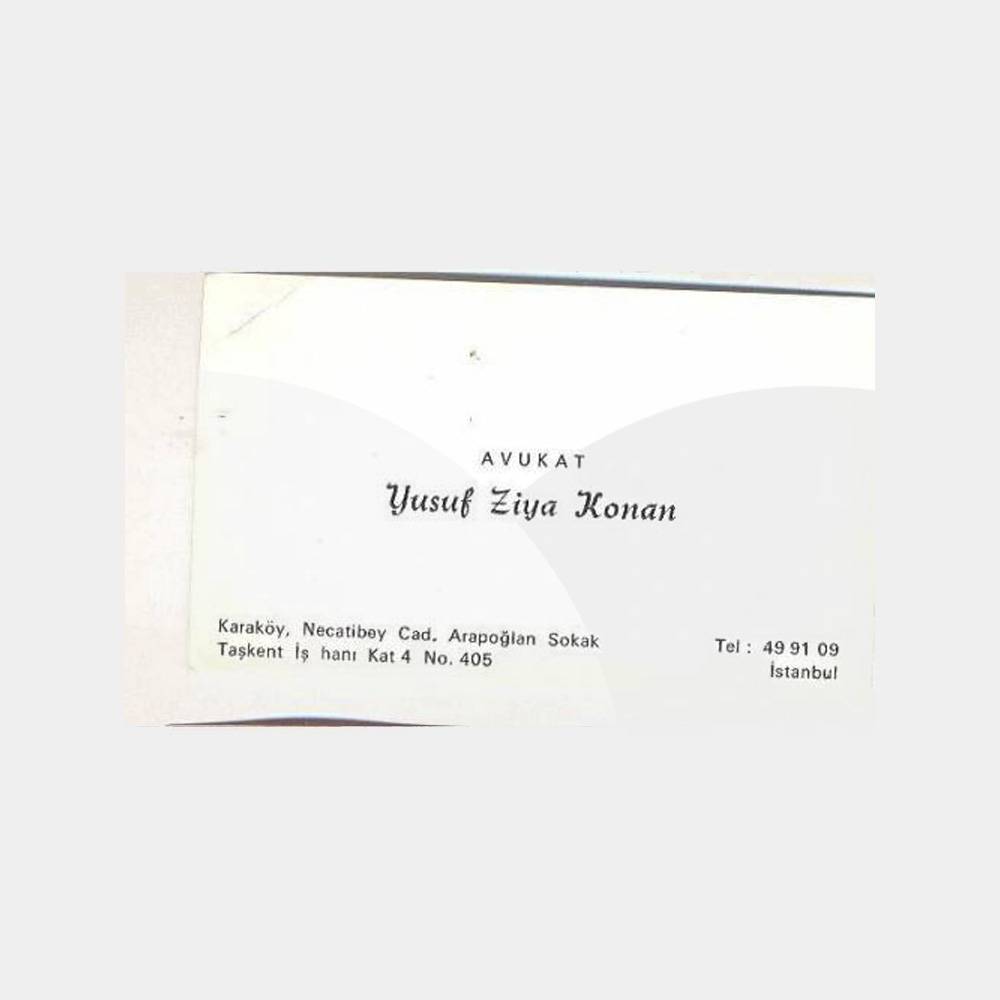 AVUKAT
Yusuf Ziya Konan
Karaköy, Necatibey Cad. Arapoğlan Sokak
Taşkent İş hanı Kat 4 No. 405
Tel : 49 91 09
İstanbul